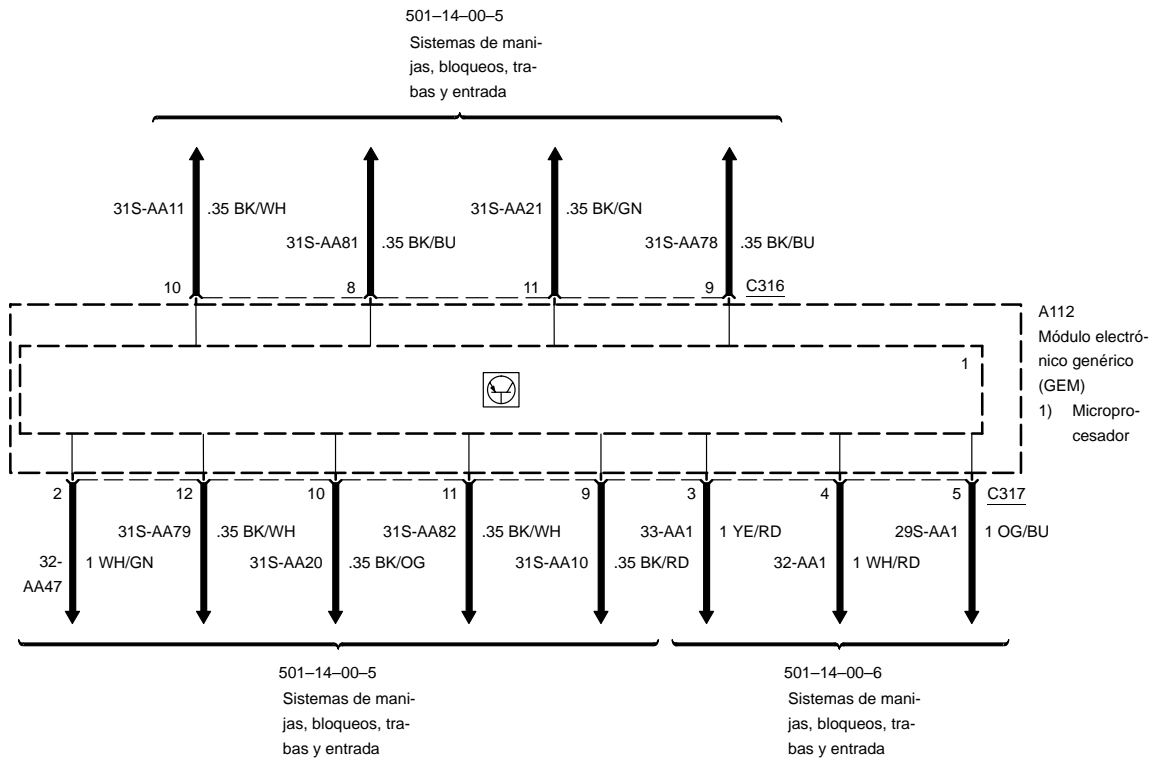 501–14–00–5
Sistemas de mani-
jas, bloqueos, tra-
bas y entrada
31S-AA11 .35 BK/WH
31S-AA21 .35 BK/GN
31S-AA81 .35 BK/BU
31S-AA78 .35 BK/BU
10 8 11 9 C316
A112
Módulo electró-
nico genérico
(GEM)
1) Micropro-
cesador
1
2 12 10 11 9 3 4 5 C317
31S-AA79 .35 BK/WH
31S-AA82 .35 BK/WH
33-AA1 1 YE/RD
29S-AA1 1 OG/BU
32-
AA47
1 WH/GN
31S-AA20 .35 BK/OG
31S-AA10 .35 BK/RD
32-AA1 1 WH/RD
501–14–00–5
Sistemas de mani-
jas, bloqueos, tra-
bas y entrada
501–14–00–6
Sistemas de mani-
jas, bloqueos, tra-
bas y entrada